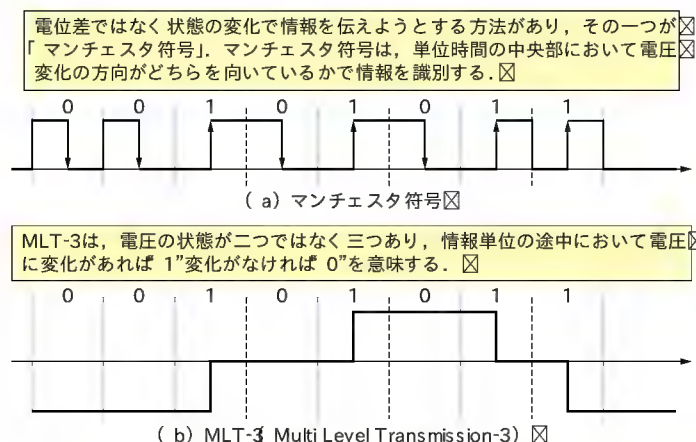 電位差ではなく状態の変化で情報を伝えようとする方法があり，その一つが
「マンチェスタ符号」．マンチェスタ符号は，単位時間の中央部において電圧
変化の方向がどちらを向いているかで情報を識別する．
0 0 1 0 1 0 1 1
（a）マンチェスタ符号
MLT-3は，電圧の状態が二つではなく三つあり，情報単位の途中において電圧
に変化があれば 1”変化がなければ 0”を意味する．
0 0 1 0 1 0 1 1
（b）MLT-3（Multi Level Transmission-3）